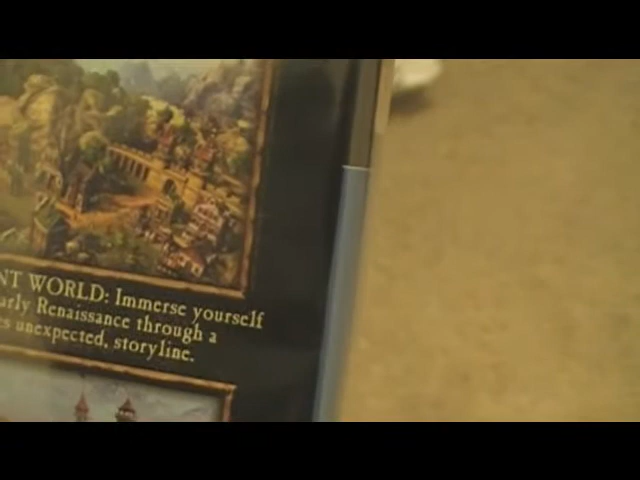 NT WORLD: Immerse yourself
arly Renaissance through a
es unexpected, storyline.